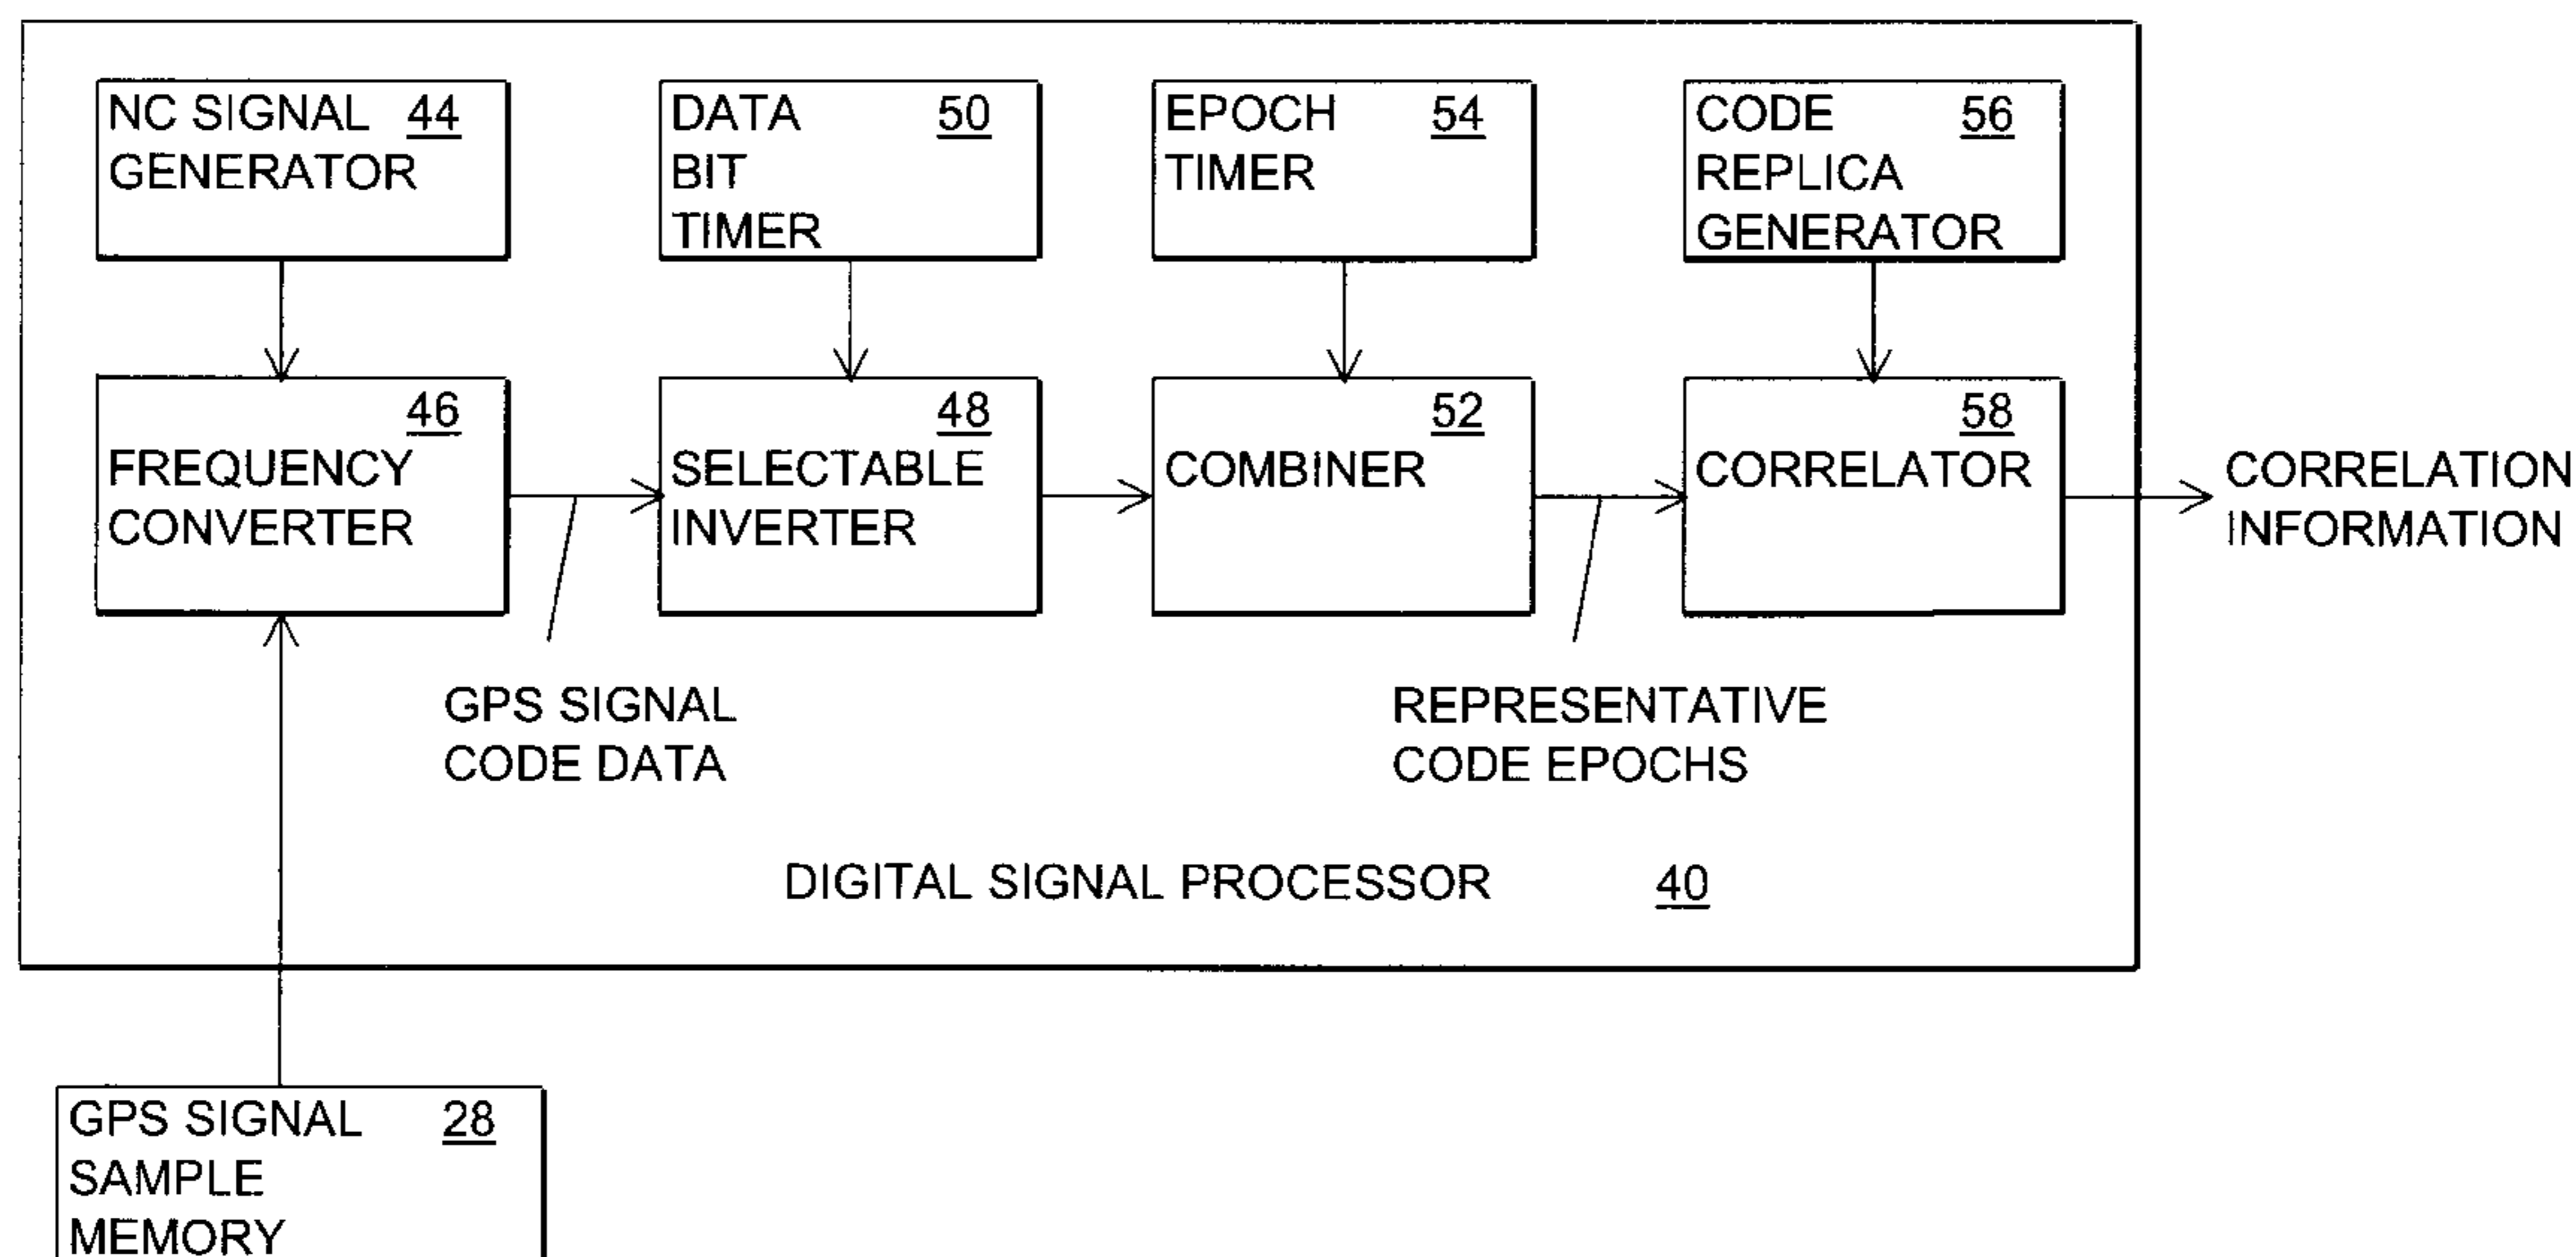 NC SIGNAL 44
GENERATOR
DATA 50
BIT
TIMER
EPOCH 54
TIMER
CODE 56
REPLICA
GENERATOR
46
FREQUENCY
CONVERTER
48
SELECTABLE
INVERTER
52
COMBINER
58
CORRELATOR
CORRELATION
INFORMATION
GPS SIGNAL
CODE DATA
REPRESENTATIVE
CODE EPOCHS
DIGITAL SIGNAL PROCESSOR 40
GPS SIGNAL 28
SAMPLE
MEMORY